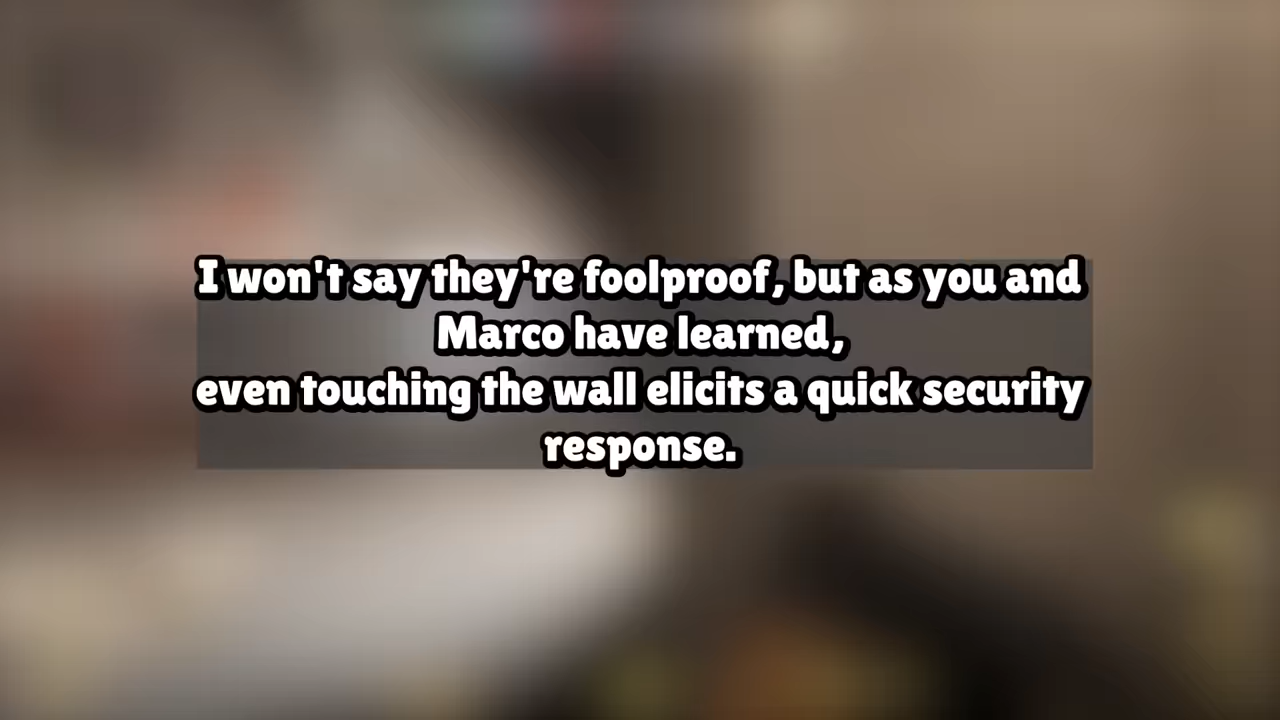 I won't say they're foolproof, but as you and
Marco have learned,
even touching the wall elicits a quick security
response.